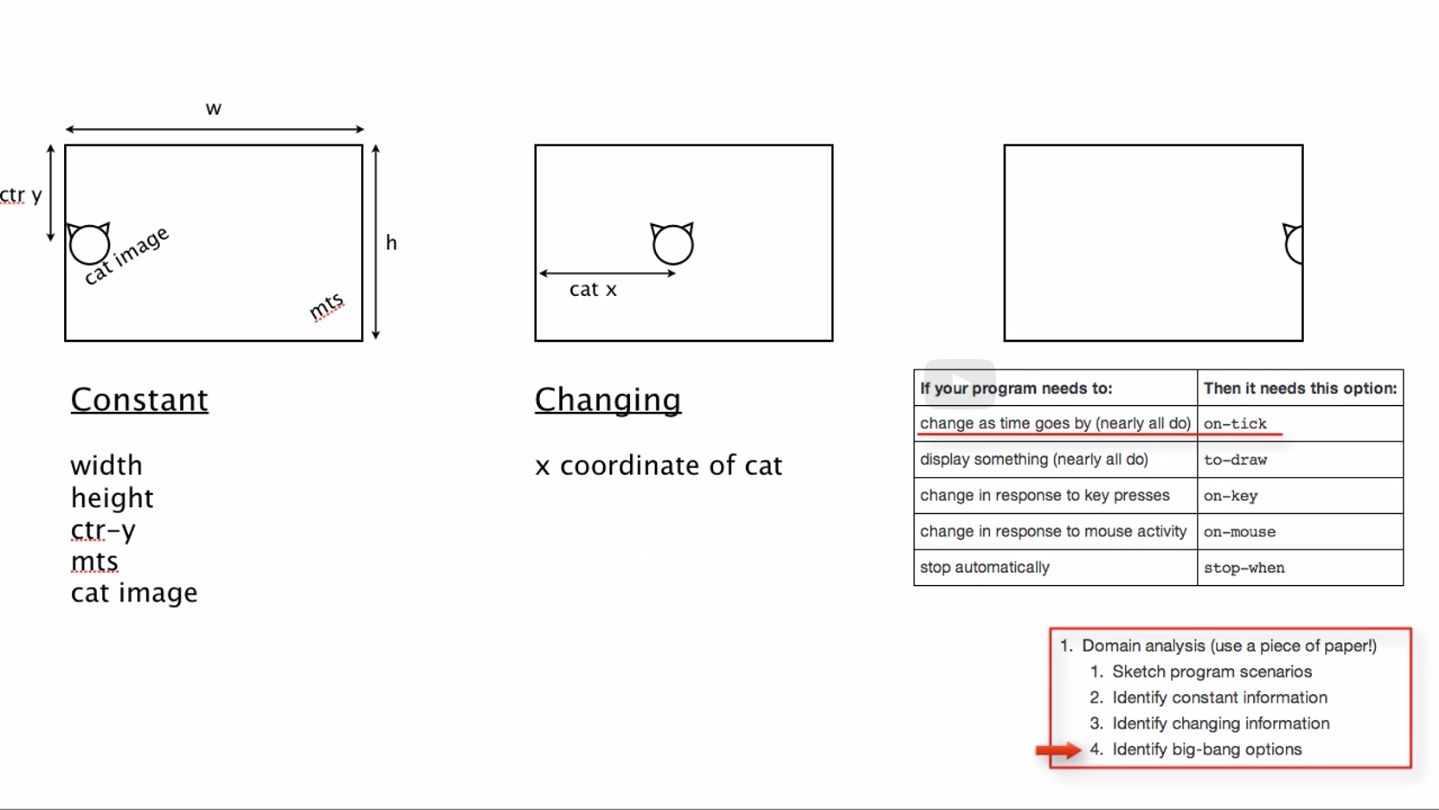 w
ctr y
cat image
h
mts
cat x
Constant
width
height
ctr-y
mts
cat image
Changing
x coordinate of cat
If your program needs to: Then it needs this option:
change as time goes by (nearly all do) on-tick
display something (nearly all do) to-draw
change in response to key presses on-key
change in response to mouse activity on-mouse
stop automatically stop-when
1. Domain analysis (use a piece of paper!)
1. Sketch program scenarios
2. Identify constant information
3. Identify changing information
4. Identify big-bang options